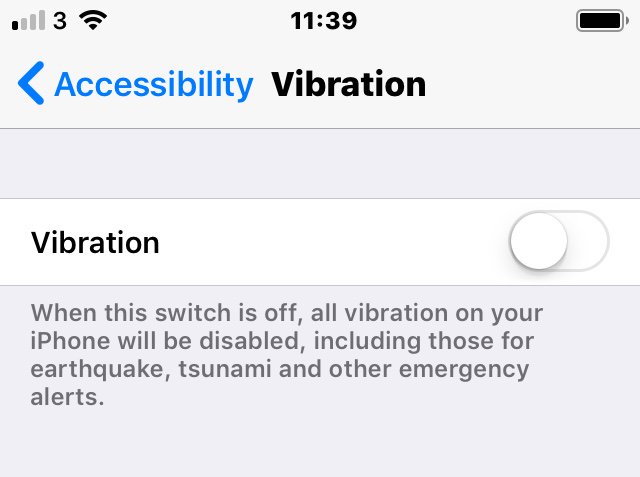 3 11:39
Accessibility Vibration
Vibration
When this switch is off, all vibration on your
iPhone will be disabled, including those for
earthquake, tsunami and other emergency
alerts.